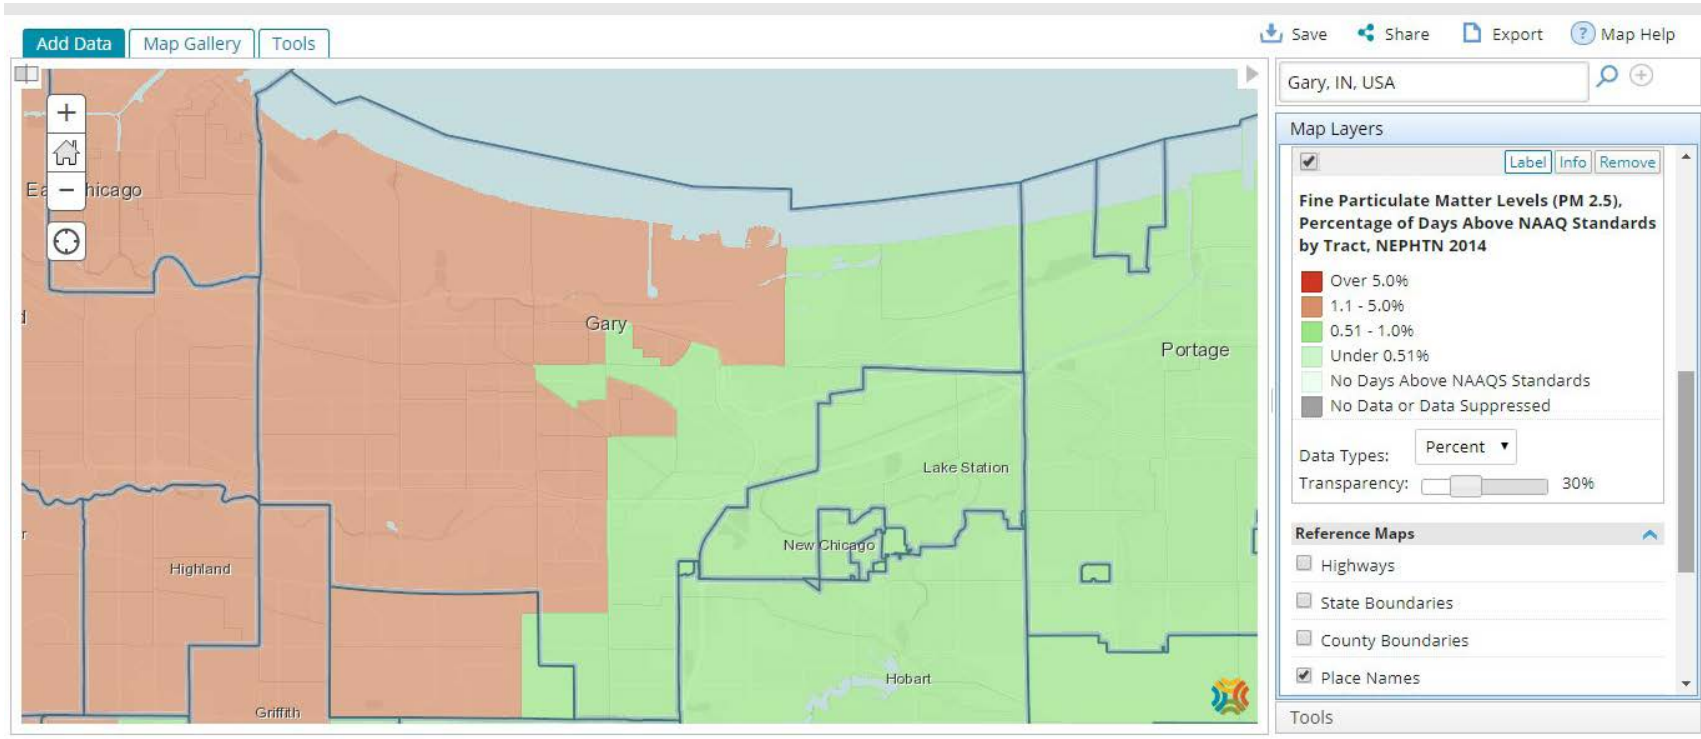 Add Data
Map Gallery
Tools
Save
Share
Export
? Map Help
Gary, IN, USA
Map Layers
Label Info Remove
Fine Particulate Matter Levels (PM 2.5),
Percentage of Days Above NAAQ Standards
by Tract, NEPHTN 2014
Over 5.0%
1.1 - 5.0%
0.51 - 1.0%
Under 0.51%
No Days Above NAAQS Standards
No Data or Data Suppressed
Data Types: Percent
Transparency: 30%
Reference Maps
Highways
State Boundaries
County Boundaries
Place Names
Tools
Gary
Portage
Lake Station
New Chicago
Highland
Hobart
Griffith